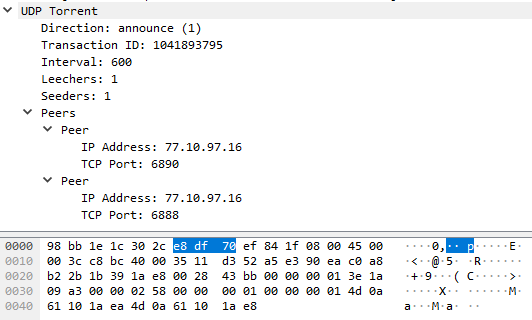 UDP Torrent
Direction: announce (1)
Transaction ID: 1041893795
Interval: 600
Leechers: 1
Seeders: 1
Peers
Peer
IP Address: 77.10.97.16
TCP Port: 6890
Peer
IP Address: 77.10.97.16
TCP Port: 6888
0000 98 bb 1e 1c 30 2c e8 df 70 ef 84 1f 08 00 45 00 ····0,··p·····E·
0010 00 3c c8 bc 40 00 35 11 d3 52 a5 e3 90 ea c0 a8 ·<··@·5··R······
0020 b2 2b 1b 39 1a e8 00 28 43 bb 00 00 00 01 3e 1a ·+·9···(C·····>·
0030 09 a3 00 00 02 58 00 00 00 01 00 00 00 01 4d 0a ·····X········M·
0040 61 10 1a ea 4d 0a 61 10 1a e8 a···M·a···